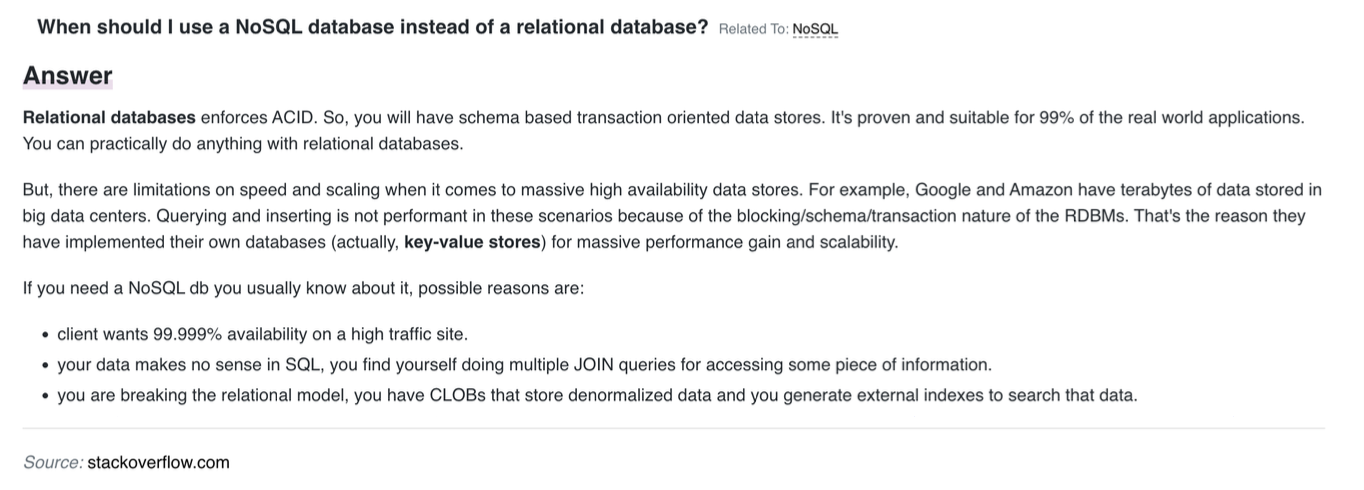 When should I use a NoSQL database instead of a relational database? Related To: NoSQL
Answer
Relational databases enforces ACID. So, you will have schema based transaction oriented data stores. It's proven and suitable for 99% of the real world applications.
You can practically do anything with relational databases.
But, there are limitations on speed and scaling when it comes to massive high availability data stores. For example, Google and Amazon have terabytes of data stored in
big data centers. Querying and inserting is not performant in these scenarios because of the blocking/schema/transaction nature of the RDBMs. That's the reason they
have implemented their own databases (actually, key-value stores) for massive performance gain and scalability.
If you need a NoSQL db you usually know about it, possible reasons are:
• client wants 99.999% availability on a high traffic site.
• your data makes no sense in SQL, you find yourself doing multiple JOIN queries for accessing some piece of information.
• you are breaking the relational model, you have CLOBs that store denormalized data and you generate external indexes to search that data.
Source: stackoverflow.com